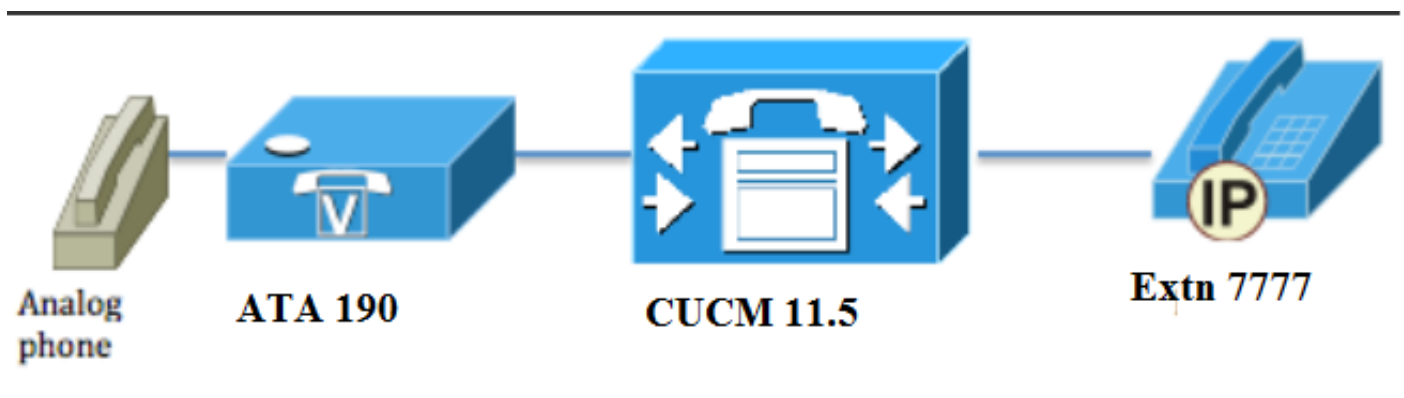 V
IP
Analog
phone
ATA 190
CUCM 11.5
Extn 7777